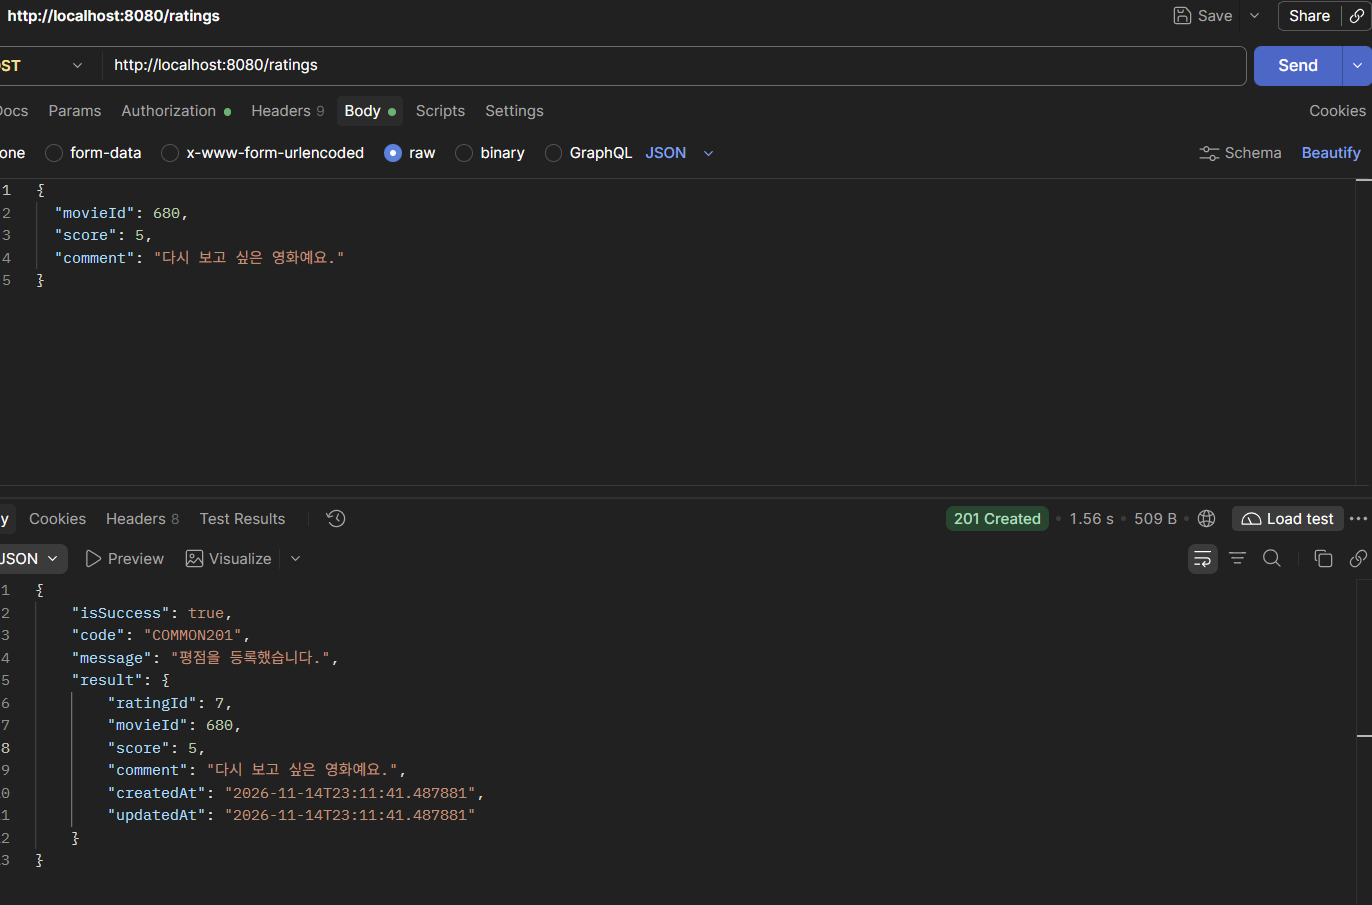 http://localhost:8080/ratings Save Share
ST http://localhost:8080/ratings Send
Docs Params Authorization Headers 9 Body Scripts Settings Cookies
one form-data x-www-form-urlencoded raw binary GraphQL JSON Schema Beautify
1 {
2 "movieId": 680,
3 "score": 5,
4 "comment": "다시 보고 싶은 영화예요."
5 }
y Cookies Headers 8 Test Results 201 Created 1.56 s 509 B Load test
JSON Preview Visualize
1 {
2 "isSuccess": true,
3 "code": "COMMON201",
4 "message": "평점을 등록했습니다.",
5 "result": {
6 "ratingId": 7,
7 "movieId": 680,
8 "score": 5,
9 "comment": "다시 보고 싶은 영화예요.",
0 "createdAt": "2026-11-14T23:11:41.487881",
1 "updatedAt": "2026-11-14T23:11:41.487881"
2 }
3 }